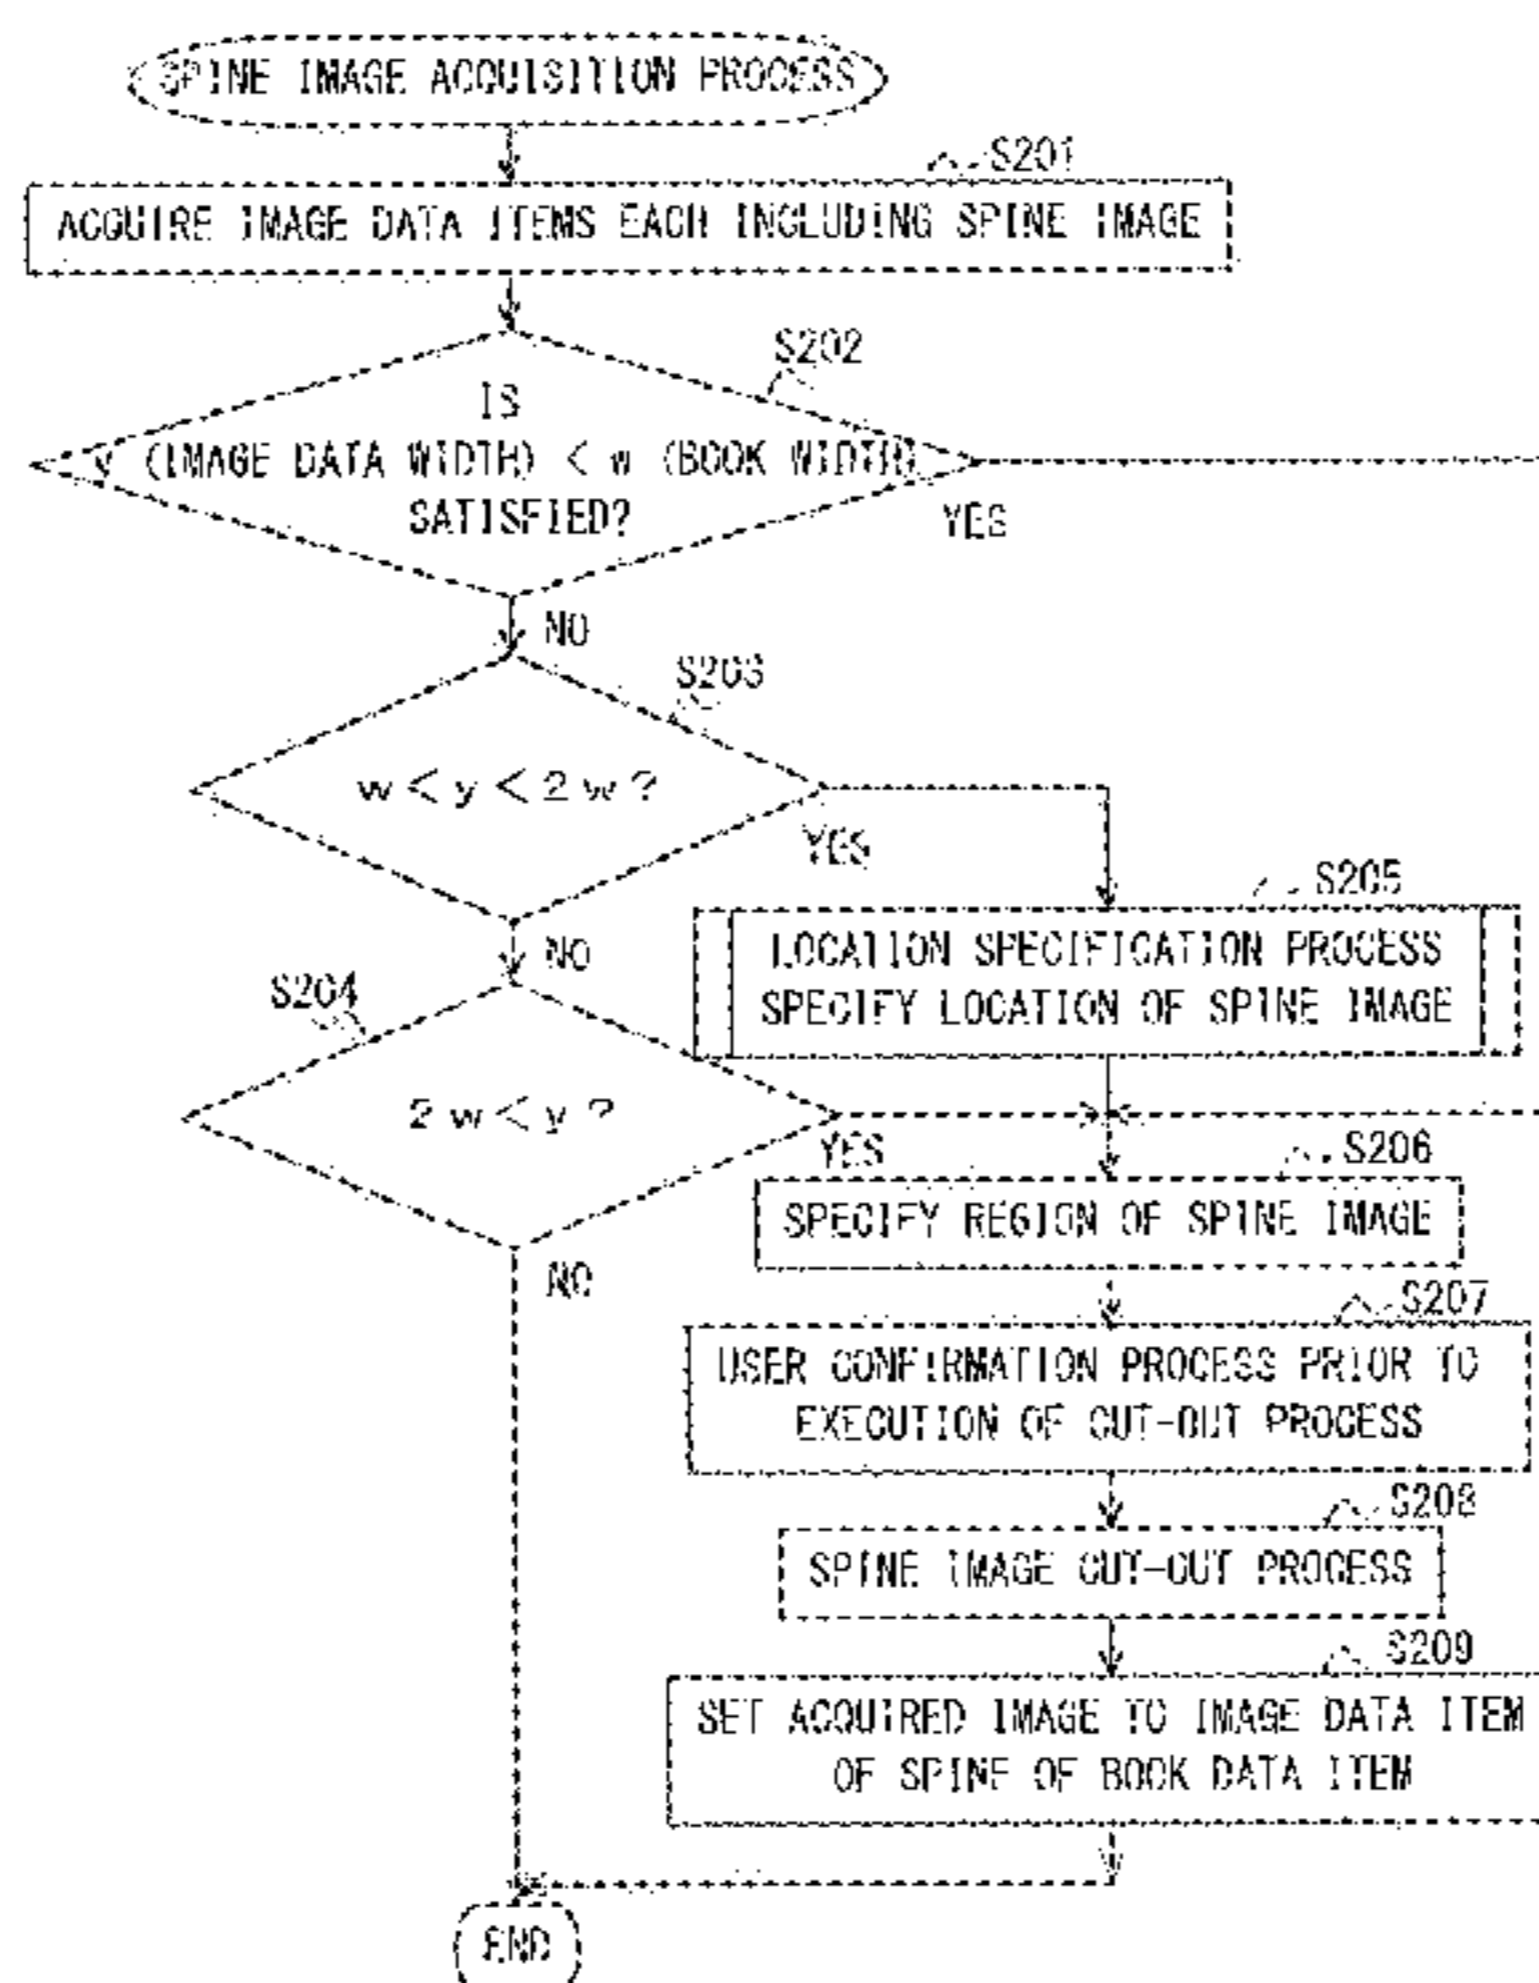 SPINE IMAGE ACQUISITION PROCESS
S201
ACQUIRE IMAGE DATA ITEMS EACH INCLUDING SPINE IMAGE
S202
IS
y (IMAGE DATA WIDTH) < w (BOOK WIDTH)
SATISFIED?
YES
NO
S203
w < y < 2 w ?
YES
NO
S205
LOCATION SPECIFICATION PROCESS
SPECIFY LOCATION OF SPINE IMAGE
S204
2 w < y ?
YES
NO
S206
SPECIFY REGION OF SPINE IMAGE
S207
USER CONFIRMATION PROCESS PRIOR TO
EXECUTION OF CUT-OUT PROCESS
S208
SPINE IMAGE CUT-OUT PROCESS
S209
SET ACQUIRED IMAGE TO IMAGE DATA ITEM
OF SPINE OF BOOK DATA ITEM
END